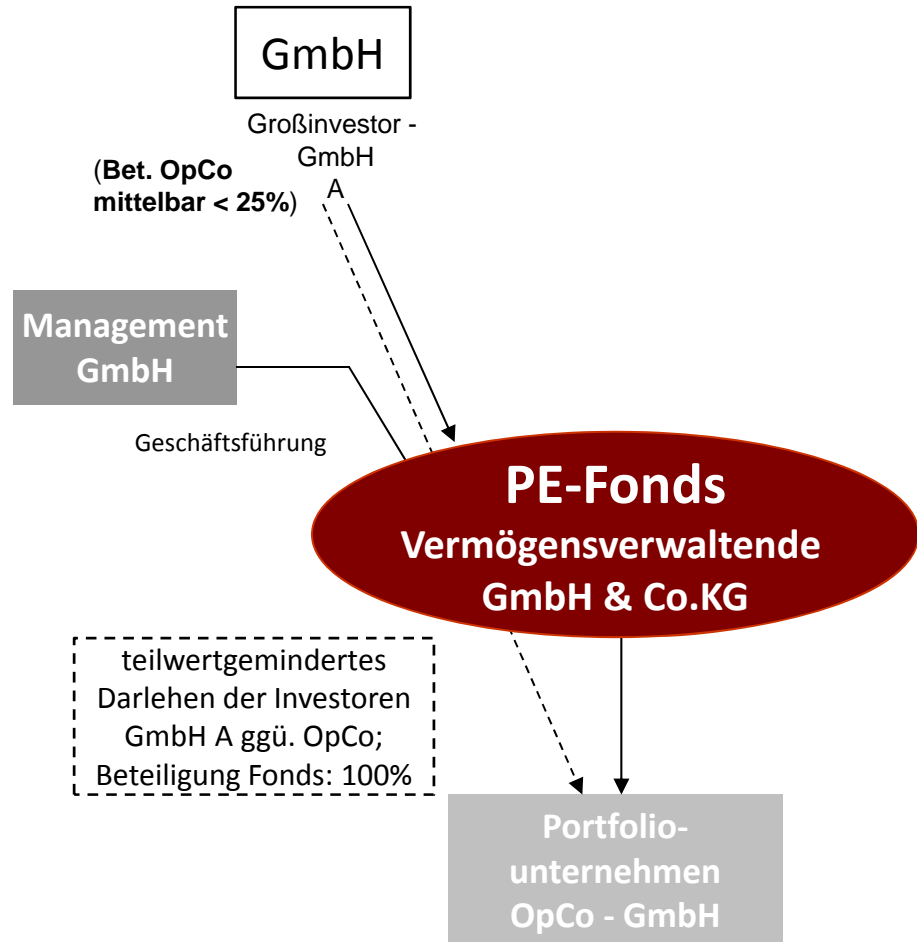 GmbH
Großinvestor -
GmbH
A
(Bet. OpCo
mittelbar < 25%)
Management
GmbH
Geschäftsführung
PE-Fonds
Vermögensverwaltende
GmbH & Co.KG
teilwertgemindertes
Darlehen der Investoren
GmbH A ggü. OpCo;
Beteiligung Fonds: 100%
Portfolio-
unternehmen
OpCo - GmbH